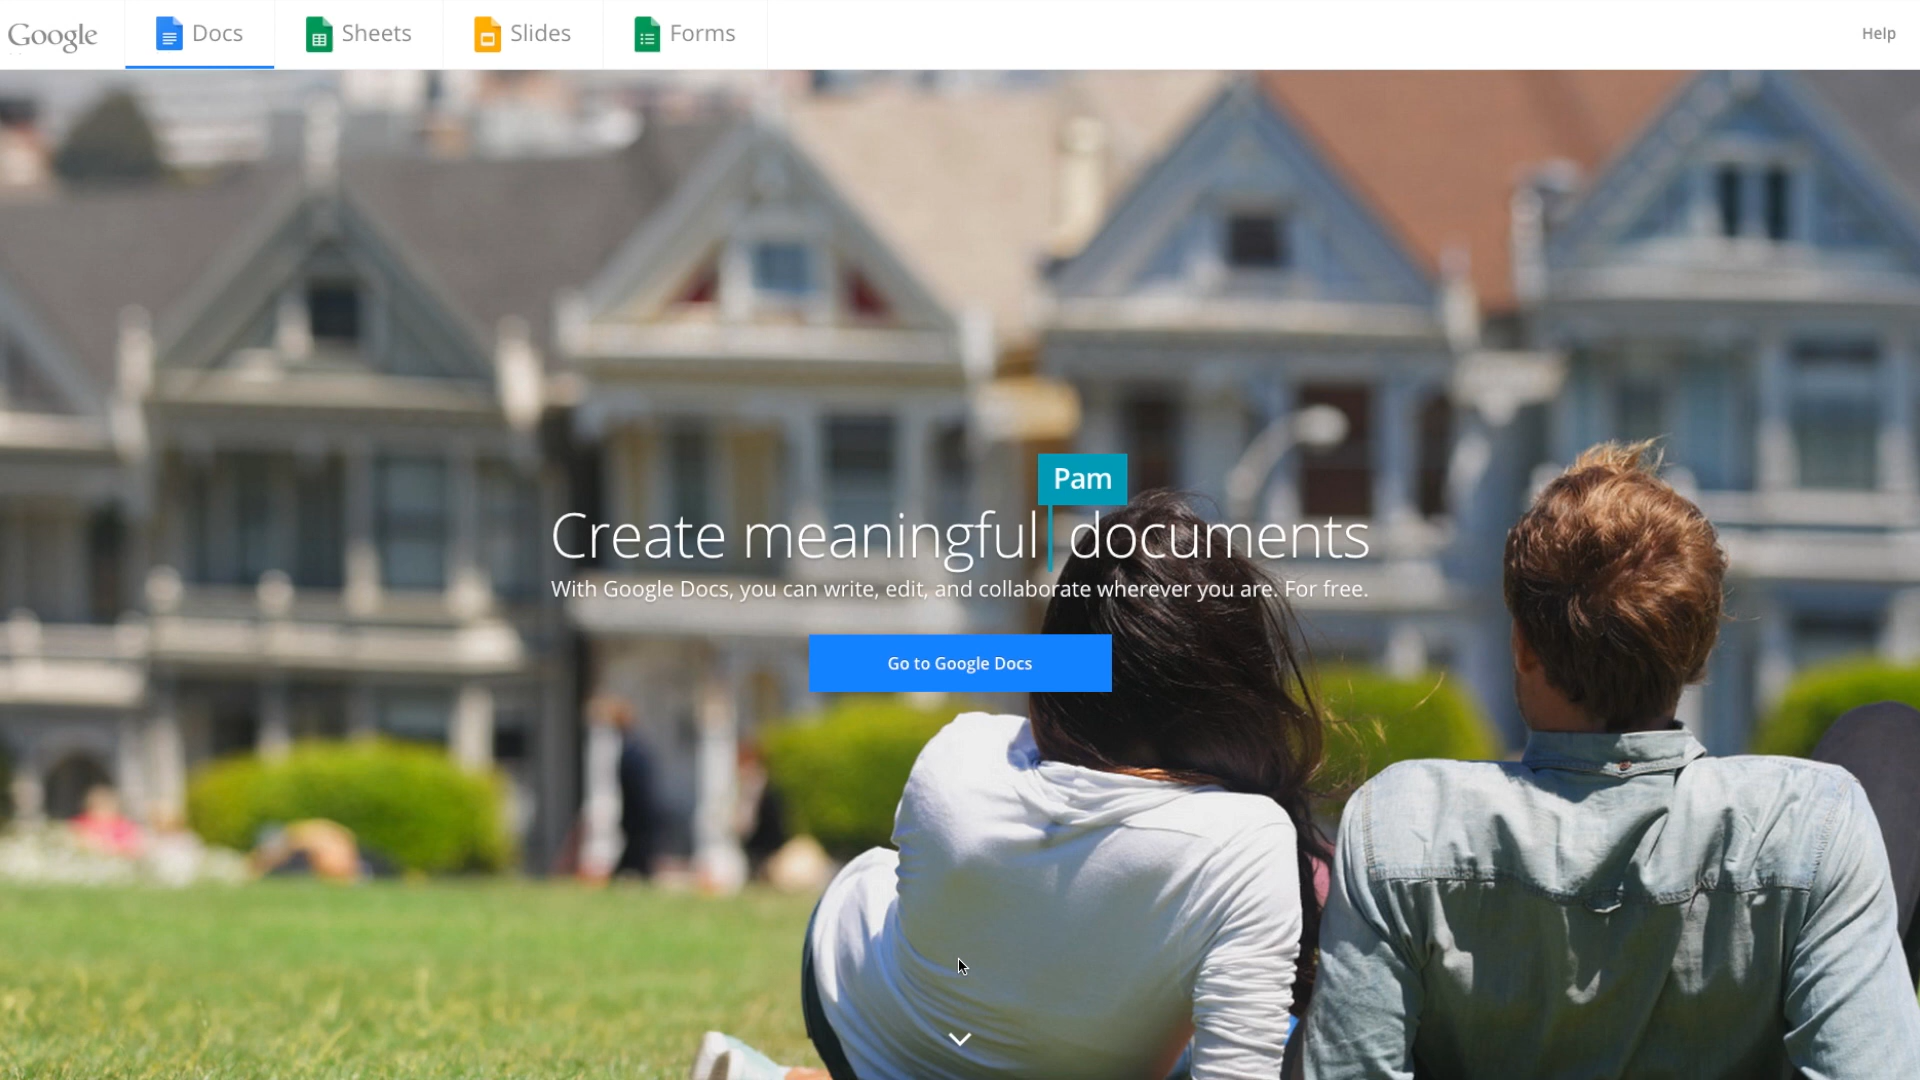 Google
Docs
Sheets
Slides
Forms
Help
Pam
Create meaningful documents
With Google Docs, you can write, edit, and collaborate wherever you are. For free.
Go to Google Docs